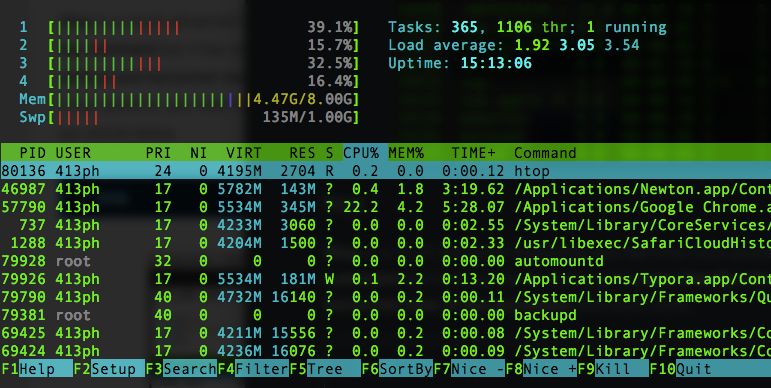 1 [|||||||||||||||| 39.1%] Tasks: 365, 1106 thr; 1 running
2 [|||||| 15.7%] Load average: 1.92 3.05 3.54
3 [||||||||||||| 32.5%] Uptime: 15:13:06
4 [||||||| 16.4%]
Mem[|||||||||||||||||||||||||4.47G/8.00G]
Swp[||||| 135M/1.00G]
PID USER PRI NI VIRT RES S CPU% MEM% TIME+ Command
80136 413ph 24 0 4195M 2704 R 0.2 0.0 0:00.12 htop
46987 413ph 17 0 5782M 143M ? 0.4 1.8 3:19.62 /Applications/Newton.app/Cont
57790 413ph 17 0 5534M 345M ? 22.2 4.2 5:28.07 /Applications/Google Chrome.a
737 413ph 17 0 4233M 3060 ? 0.0 0.0 0:02.55 /System/Library/CoreServices/
1288 413ph 17 0 4204M 1500 ? 0.0 0.0 0:02.33 /usr/libexec/SafariCloudHisto
79928 root 32 0 0 0 ? 0.0 0.0 0:00.00 automountd
79926 413ph 17 0 5534M 181M W 0.1 2.2 0:13.20 /Applications/Typora.app/Cont
79790 413ph 40 0 4732M 16140 ? 0.0 0.2 0:00.11 /System/Library/Frameworks/Qu
79381 root 40 0 0 0 ? 0.0 0.0 0:00.00 backupd
69425 413ph 17 0 4211M 15556 ? 0.0 0.2 0:00.08 /System/Library/Frameworks/Co
69424 413ph 17 0 4236M 16076 ? 0.0 0.2 0:00.09 /System/Library/Frameworks/Co
F1Help F2Setup F3SearchF4FilterF5Tree F6SortByF7Nice -F8Nice +F9Kill F10Quit